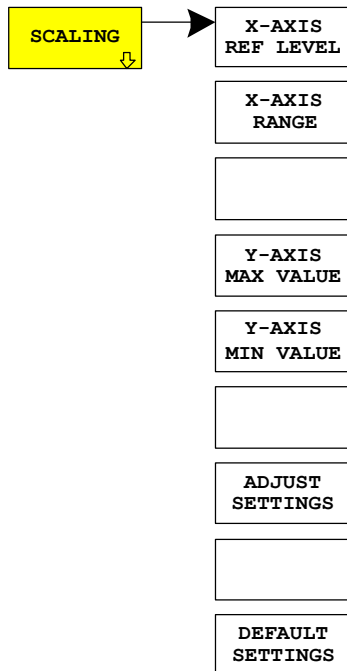 SCALING
X-AXIS
REF LEVEL
X-AXIS
RANGE
Y-AXIS
MAX VALUE
Y-AXIS
MIN VALUE
ADJUST
SETTINGS
DEFAULT
SETTINGS